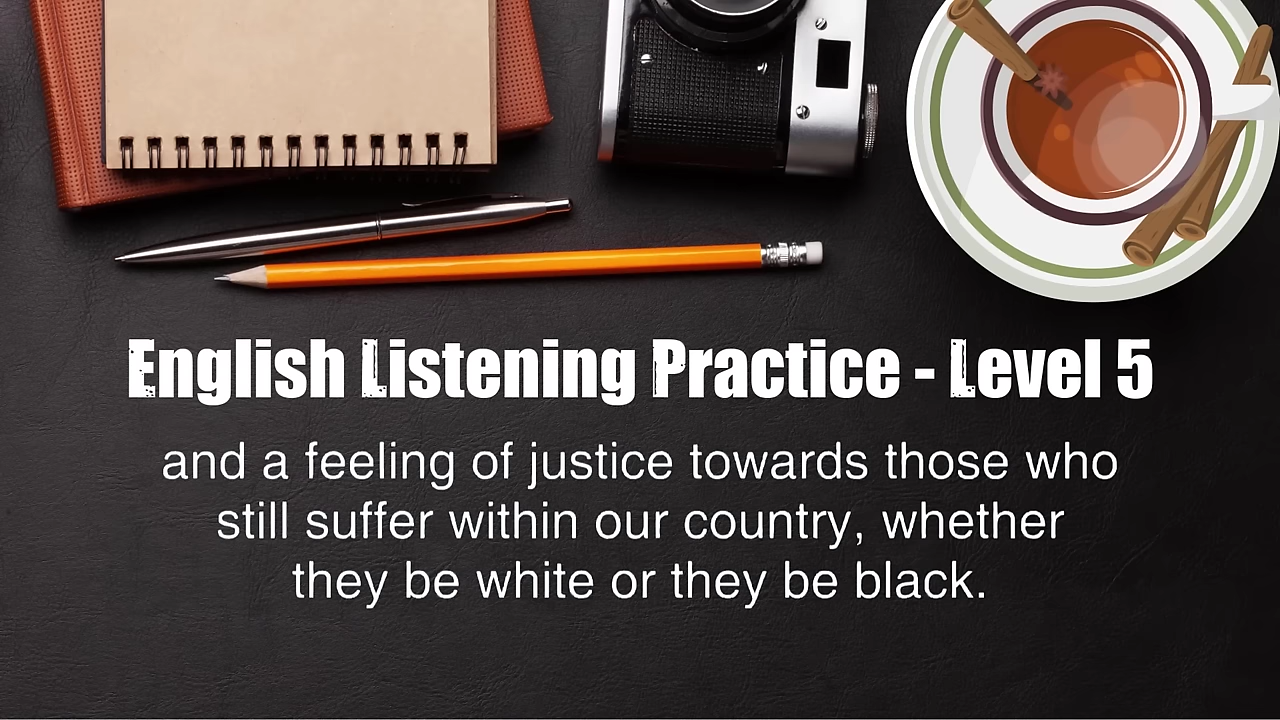 English Listening Practice - Level 5
and a feeling of justice towards those who
still suffer within our country, whether
they be white or they be black.